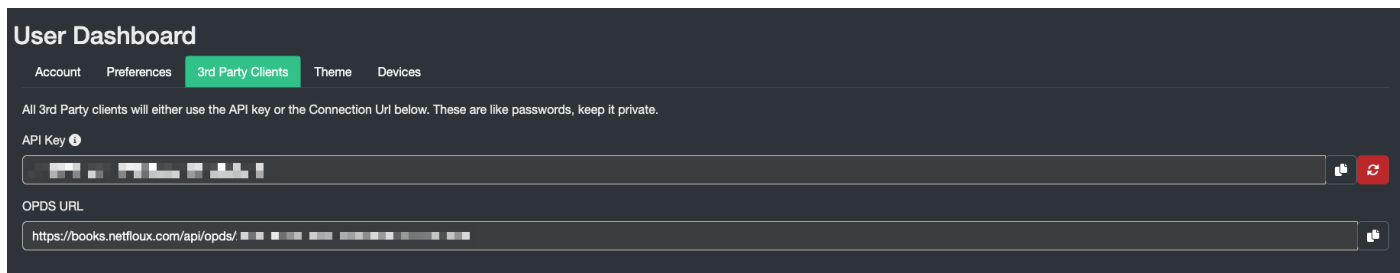 User Dashboard
Account Preferences 3rd Party Clients Theme Devices
All 3rd Party clients will either use the API key or the Connection Url below. These are like passwords, keep it private.
API Key
OPDS URL
https://books.netfloux.com/api/opds/